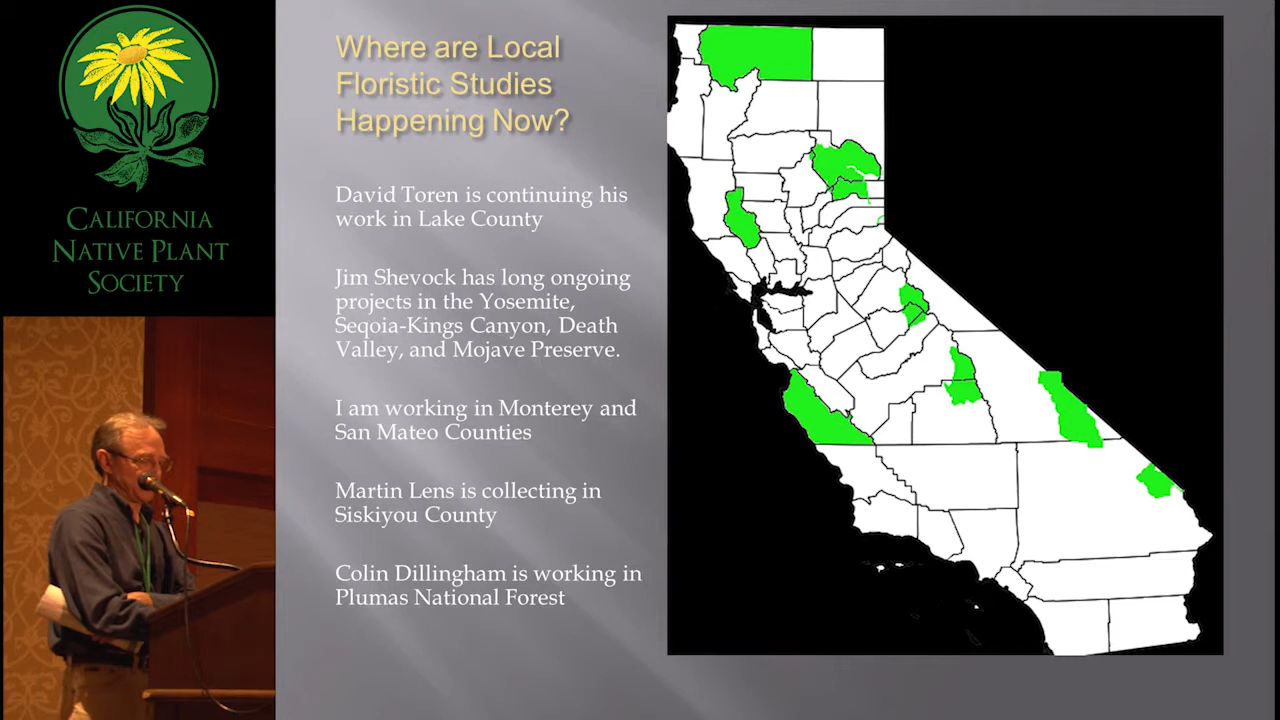 CALIFORNIA
NATIVE PLANT
SOCIETY
Where are Local
Floristic Studies
Happening Now?
David Toren is continuing his
work in Lake County
Jim Shevock has long ongoing
projects in the Yosemite,
Seqoia-Kings Canyon, Death
Valley, and Mojave Preserve.
I am working in Monterey and
San Mateo Counties
Martin Lens is collecting in
Siskiyou County
Colin Dillingham is working in
Plumas National Forest